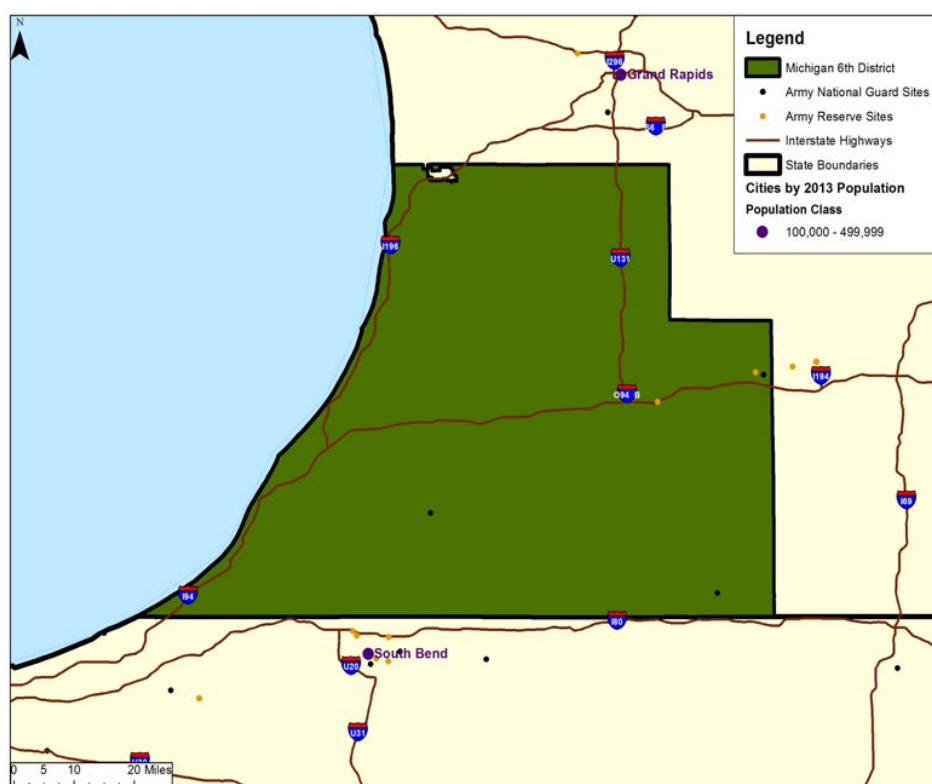 N
Legend
Michigan 6th District
Army National Guard Sites
Army Reserve Sites
Interstate Highways
State Boundaries
Cities by 2013 Population
Population Class
100,000 - 499,999
I296
Grand Rapids
I196
U131
I194
O94 B
I69
I94
I80
South Bend
U20
U31
0 5 10 20 Miles